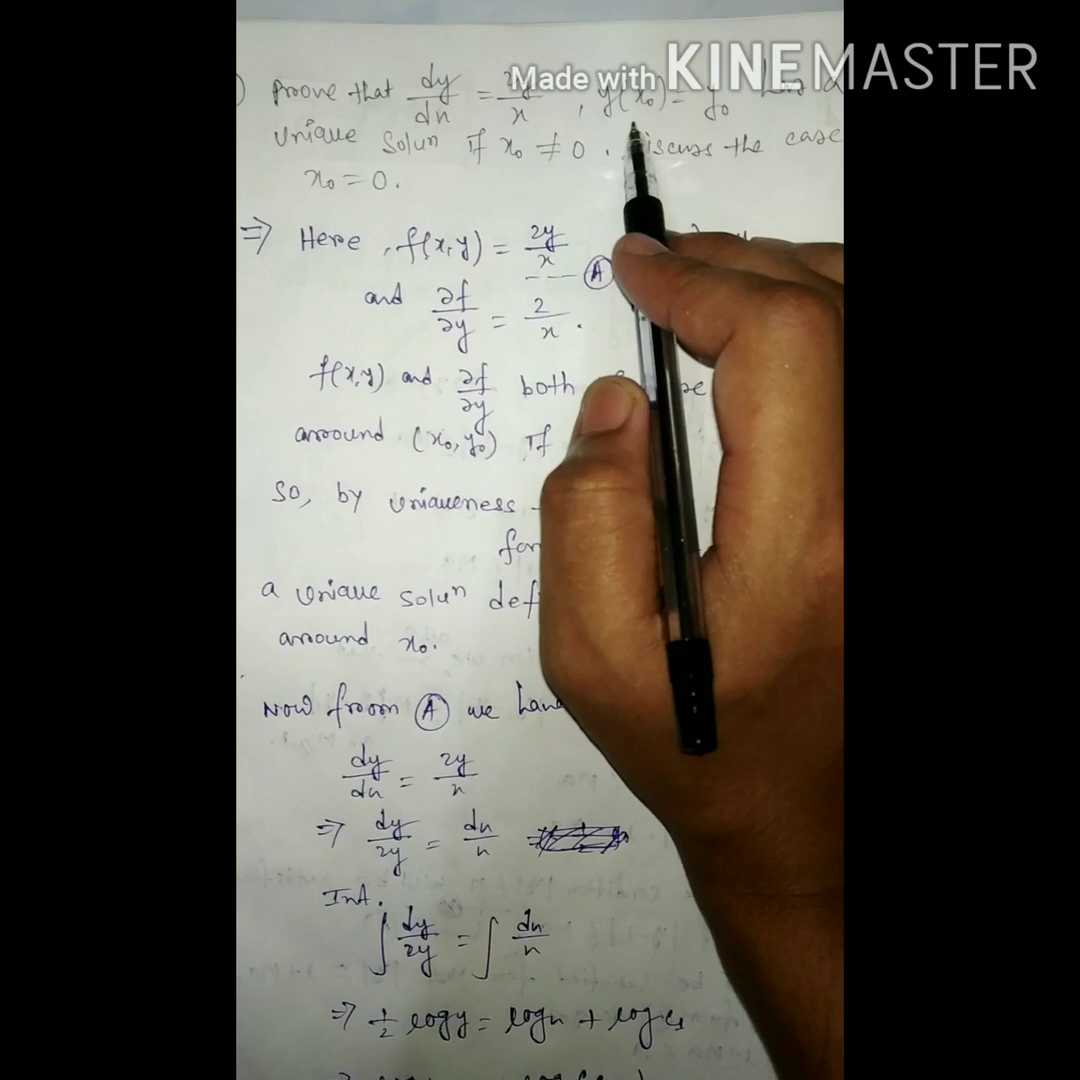 Made with KINEMASTER
) Prove that dy/dx = 2y/x , y(x₀) = y₀ has a
unique solun if x₀ ≠ 0 . Discuss the case
x₀ = 0.
⇒ Here , f(x,y) = 2y/x
--- Ⓐ
and ∂f/∂y = 2/x .
f(x,y) and ∂f/∂y both
around (x₀, y₀) if
so, by uniqueness
for
a unique solun def
around x₀.
Now from Ⓐ we have
dy/dx = 2y/x
⇒ dy/2y = dx/x
Int.
∫ dy/2y = ∫ dx/x
⇒ 1/2 logy = logx + logc₁